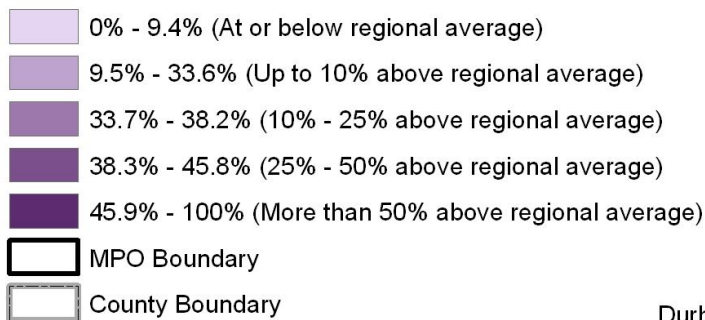 0% - 9.4% (At or below regional average)
9.5% - 33.6% (Up to 10% above regional average)
33.7% - 38.2% (10% - 25% above regional average)
38.3% - 45.8% (25% - 50% above regional average)
45.9% - 100% (More than 50% above regional average)
MPO Boundary
County Boundary